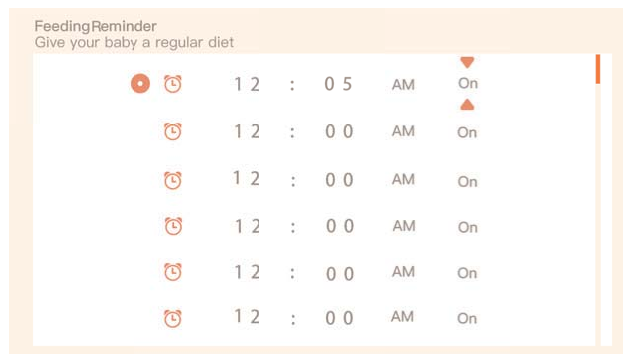 FeedingReminder
Give your baby a regular diet
12 : 05 AM On
12 : 00 AM On
12 : 00 AM On
12 : 00 AM On
12 : 00 AM On
12 : 00 AM On